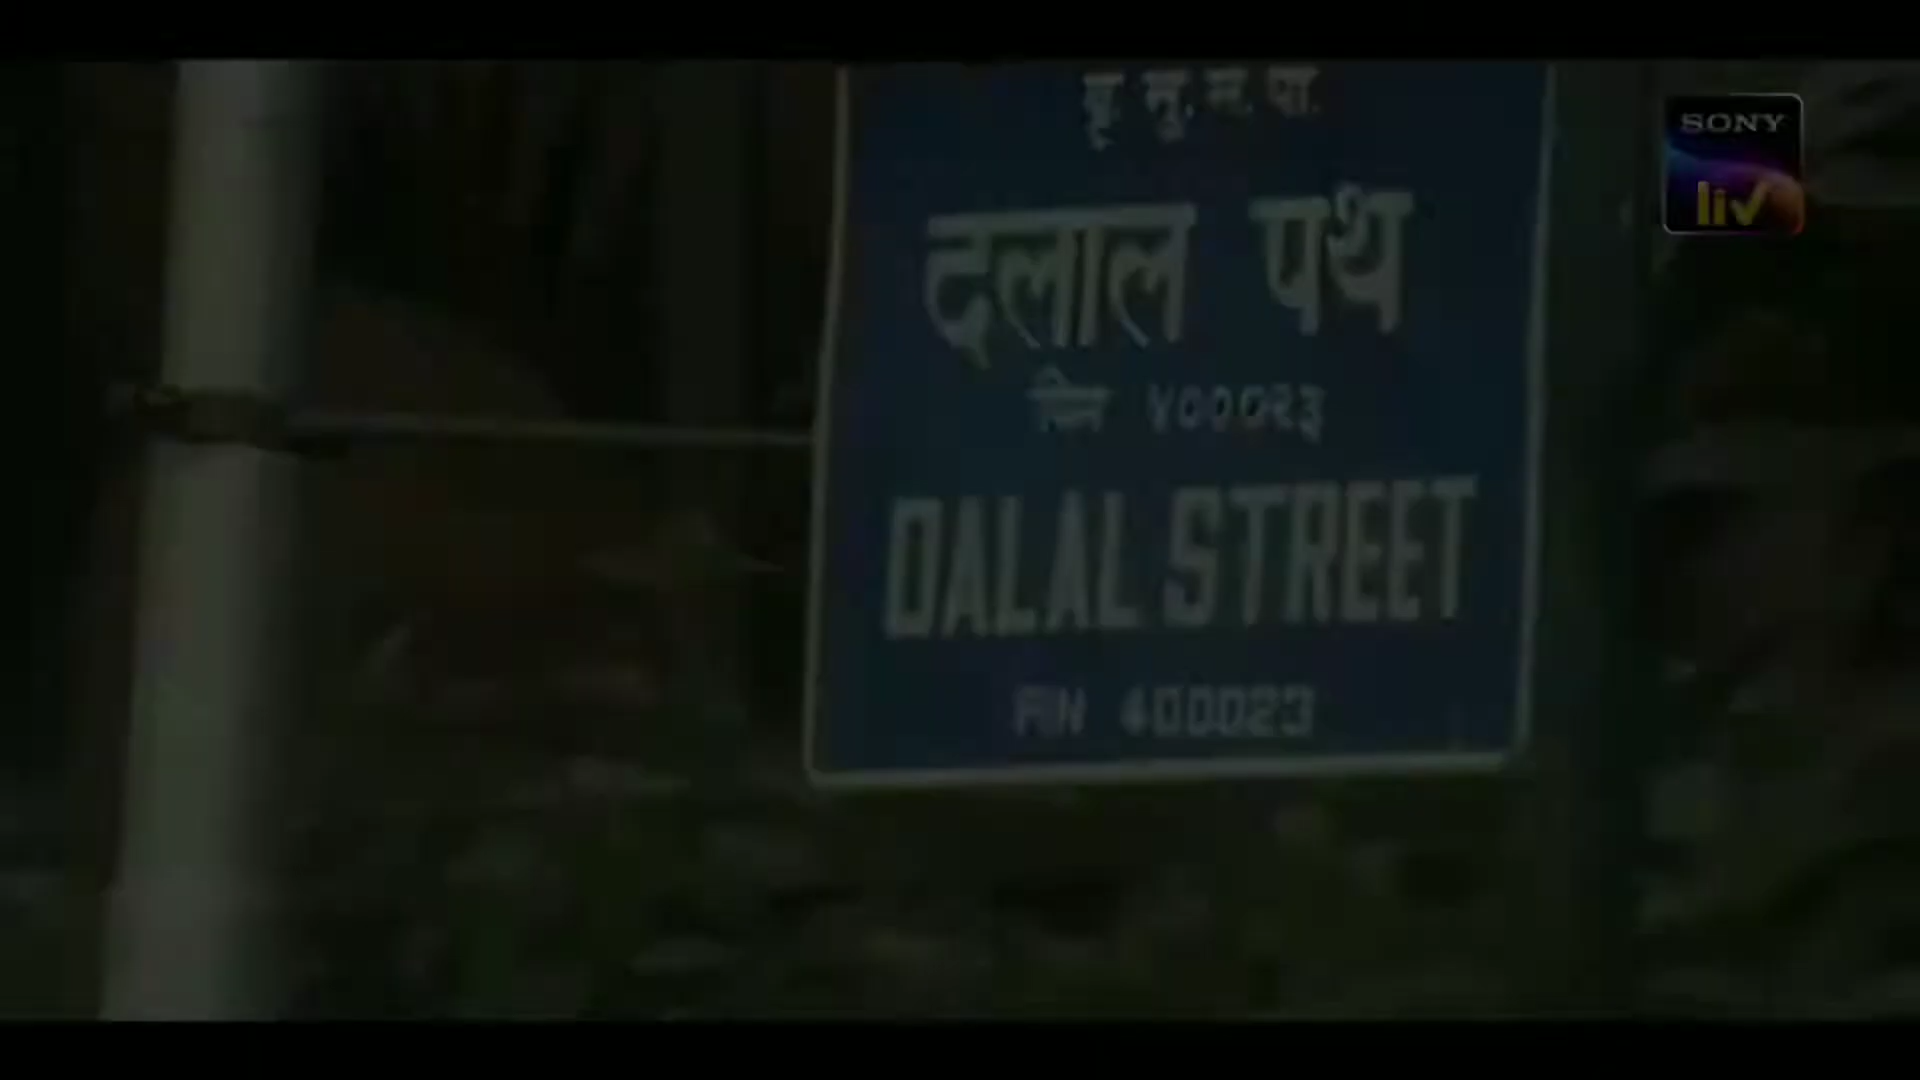 बृ. मु. म. पा.
SONY
liv
दलाल पथ
पिन ४०००२३
DALAL STREET
PIN 400023